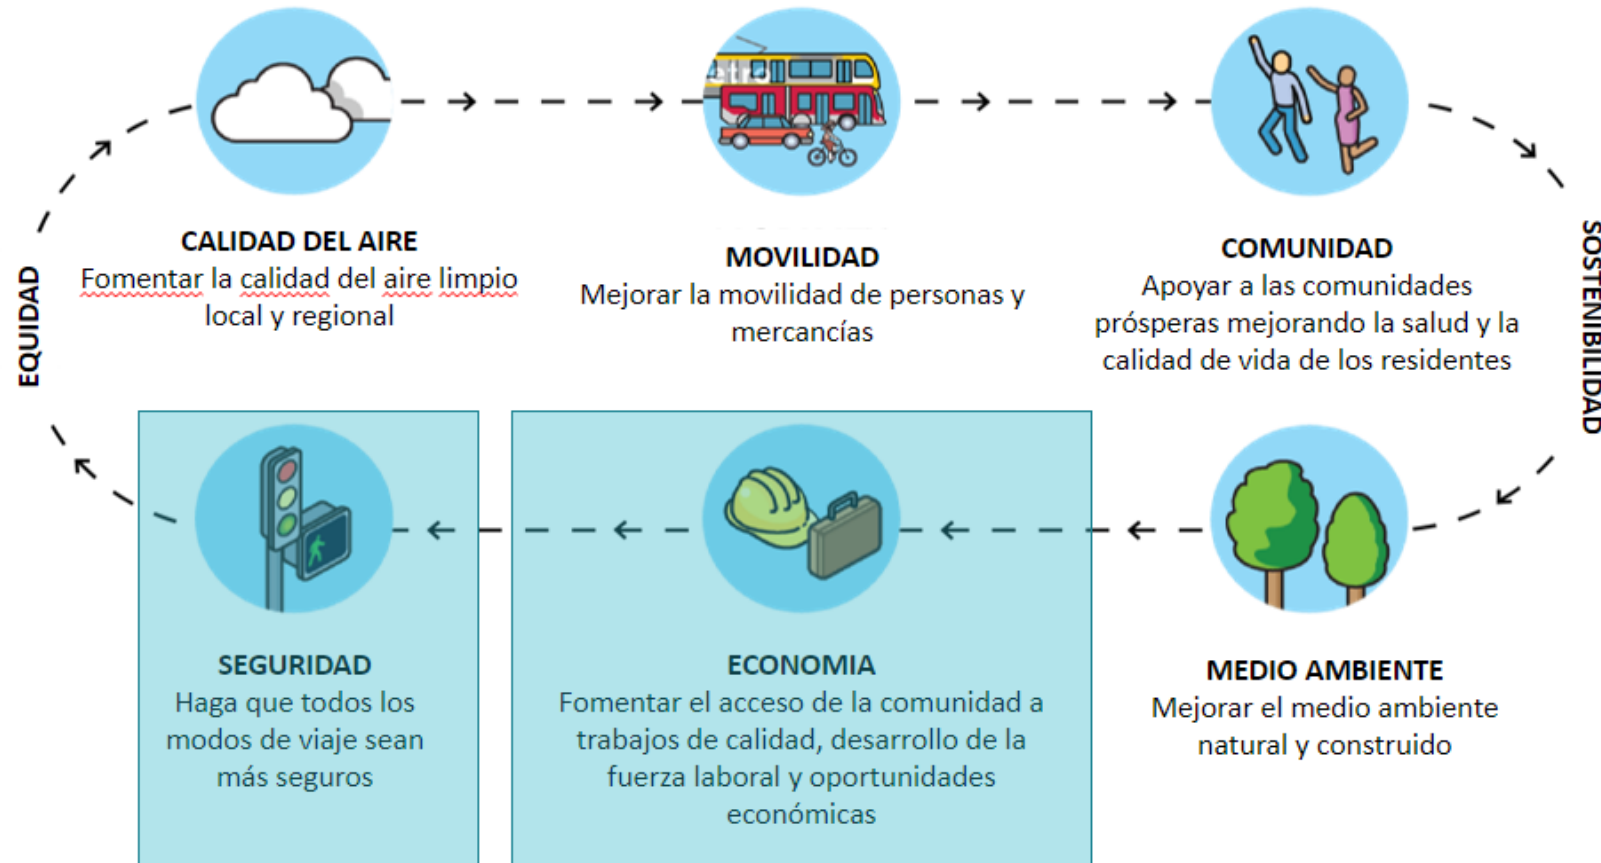 etro
CALIDAD DEL AIRE
Fomentar la calidad del aire limpio
local y regional
MOVILIDAD
Mejorar la movilidad de personas y
mercancías
COMUNIDAD
Apoyar a las comunidades
prósperas mejorando la salud y la
calidad de vida de los residentes
EQUIDAD
SOSTENIBILIDAD
SEGURIDAD
Haga que todos los
modos de viaje sean
más seguros
ECONOMIA
Fomentar el acceso de la comunidad a
trabajos de calidad, desarrollo de la
fuerza laboral y oportunidades
económicas
MEDIO AMBIENTE
Mejorar el medio ambiente
natural y construido